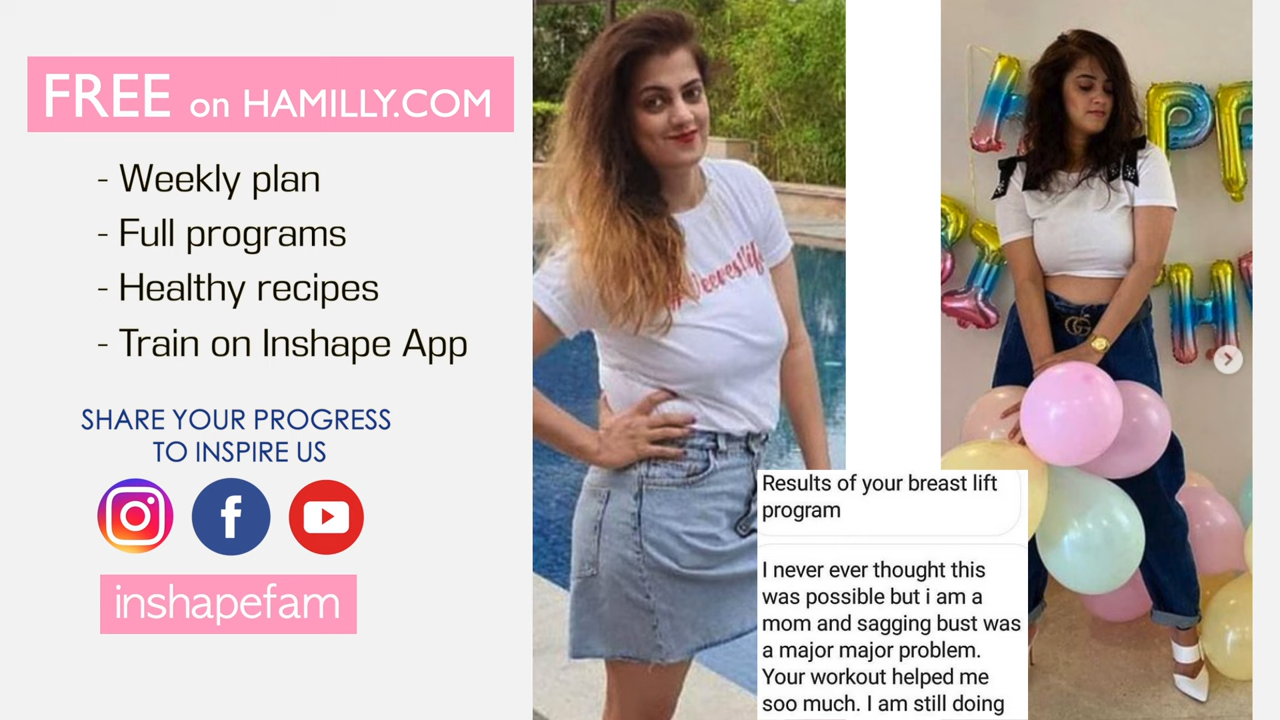 FREE on HAMILLY.COM
- Weekly plan
- Full programs
- Healthy recipes
- Train on Inshape App
SHARE YOUR PROGRESS
TO INSPIRE US
f
inshapefam
Results of your breast lift
program
I never ever thought this
was possible but i am a
mom and sagging bust was
a major major problem.
Your workout helped me
soo much. I am still doing